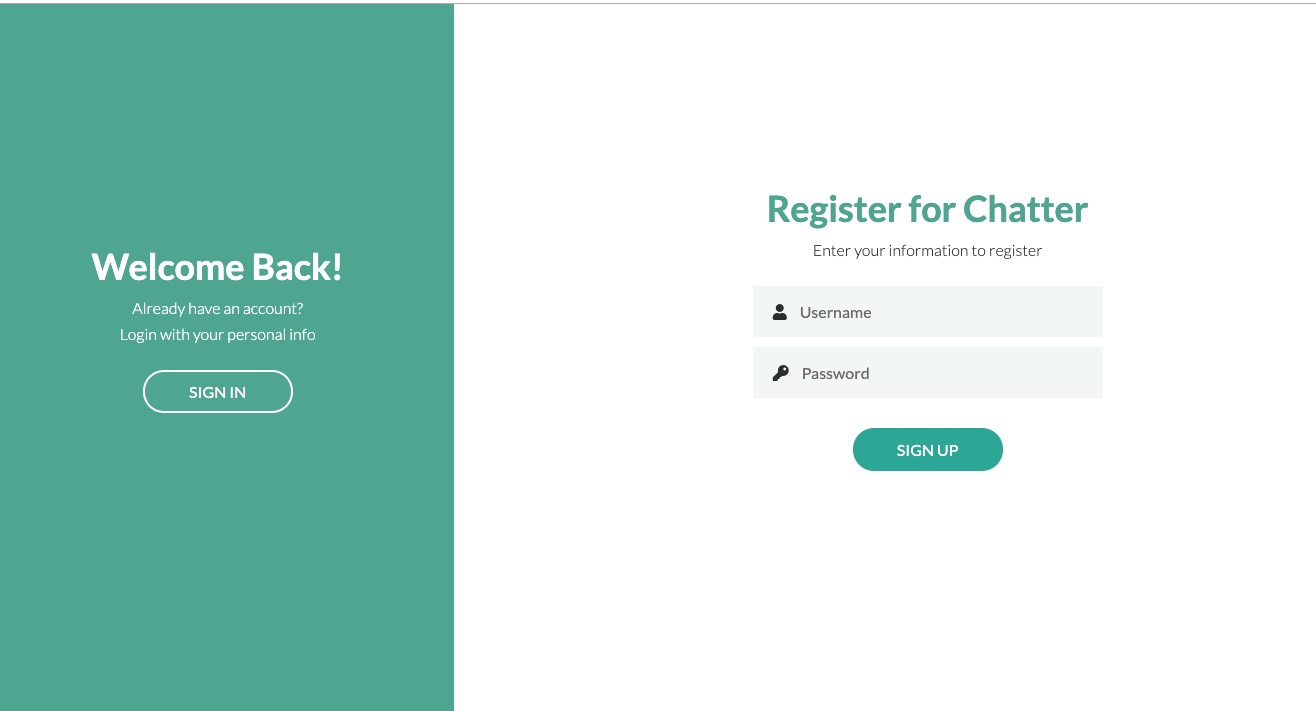 Welcome Back!
Already have an account?
Login with your personal info
SIGN IN
Register for Chatter
Enter your information to register
Username
Password
SIGN UP